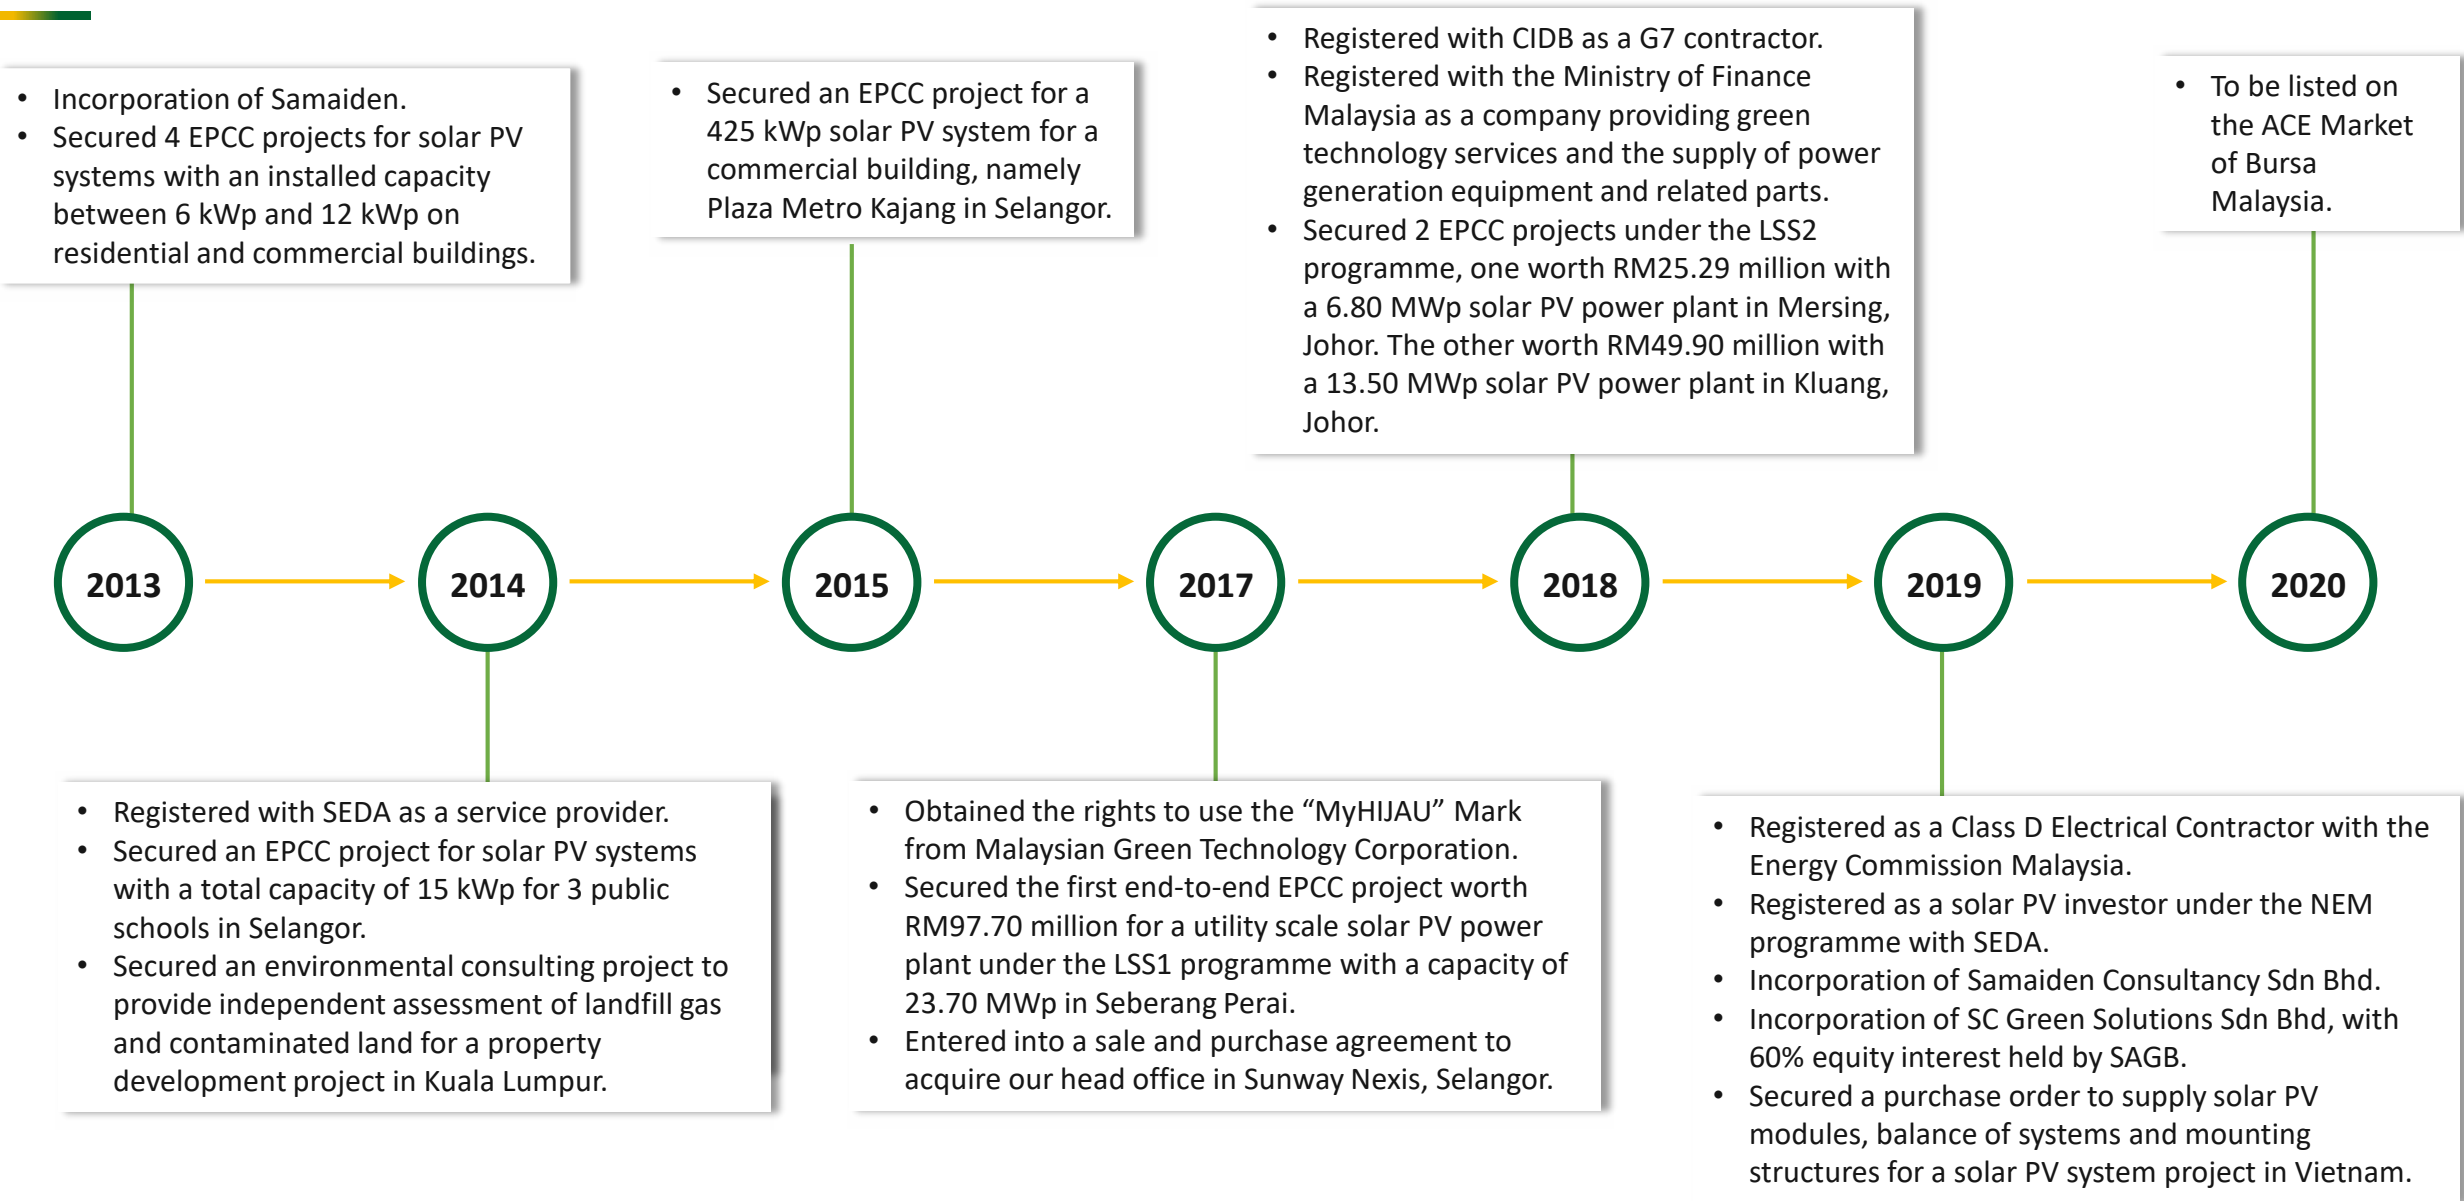 • Incorporation of Samaiden.
• Secured 4 EPCC projects for solar PV
systems with an installed capacity
between 6 kWp and 12 kWp on
residential and commercial buildings.
• Secured an EPCC project for a
425 kWp solar PV system for a
commercial building, namely
Plaza Metro Kajang in Selangor.
• Registered with CIDB as a G7 contractor.
• Registered with the Ministry of Finance
Malaysia as a company providing green
technology services and the supply of power
generation equipment and related parts.
• Secured 2 EPCC projects under the LSS2
programme, one worth RM25.29 million with
a 6.80 MWp solar PV power plant in Mersing,
Johor. The other worth RM49.90 million with
a 13.50 MWp solar PV power plant in Kluang,
Johor.
• To be listed on
the ACE Market
of Bursa
Malaysia.
2013
2014
2015
2017
2018
2019
2020
• Registered with SEDA as a service provider.
• Secured an EPCC project for solar PV systems
with a total capacity of 15 kWp for 3 public
schools in Selangor.
• Secured an environmental consulting project to
provide independent assessment of landfill gas
and contaminated land for a property
development project in Kuala Lumpur.
• Obtained the rights to use the “MyHIJAU” Mark
from Malaysian Green Technology Corporation.
• Secured the first end-to-end EPCC project worth
RM97.70 million for a utility scale solar PV power
plant under the LSS1 programme with a capacity of
23.70 MWp in Seberang Perai.
• Entered into a sale and purchase agreement to
acquire our head office in Sunway Nexis, Selangor.
• Registered as a Class D Electrical Contractor with the
Energy Commission Malaysia.
• Registered as a solar PV investor under the NEM
programme with SEDA.
• Incorporation of Samaiden Consultancy Sdn Bhd.
• Incorporation of SC Green Solutions Sdn Bhd, with
60% equity interest held by SAGB.
• Secured a purchase order to supply solar PV
modules, balance of systems and mounting
structures for a solar PV system project in Vietnam.